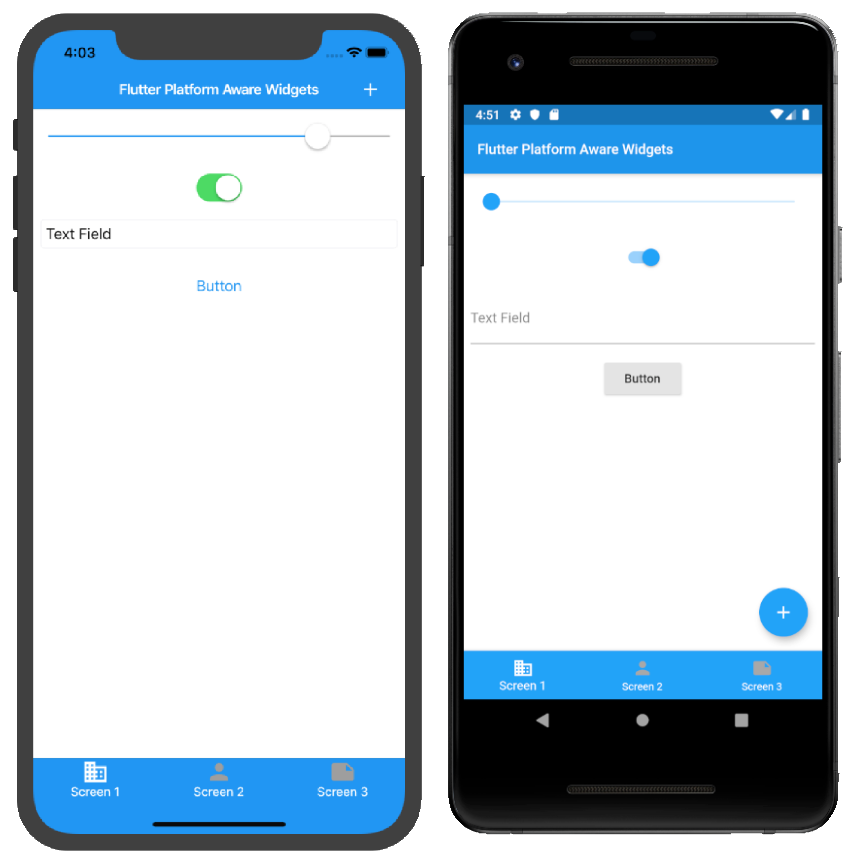 4:03
Flutter Platform Aware Widgets
Text Field
Button
Screen 1 Screen 2 Screen 3
4:51
Flutter Platform Aware Widgets
Text Field
Button
Screen 1 Screen 2 Screen 3